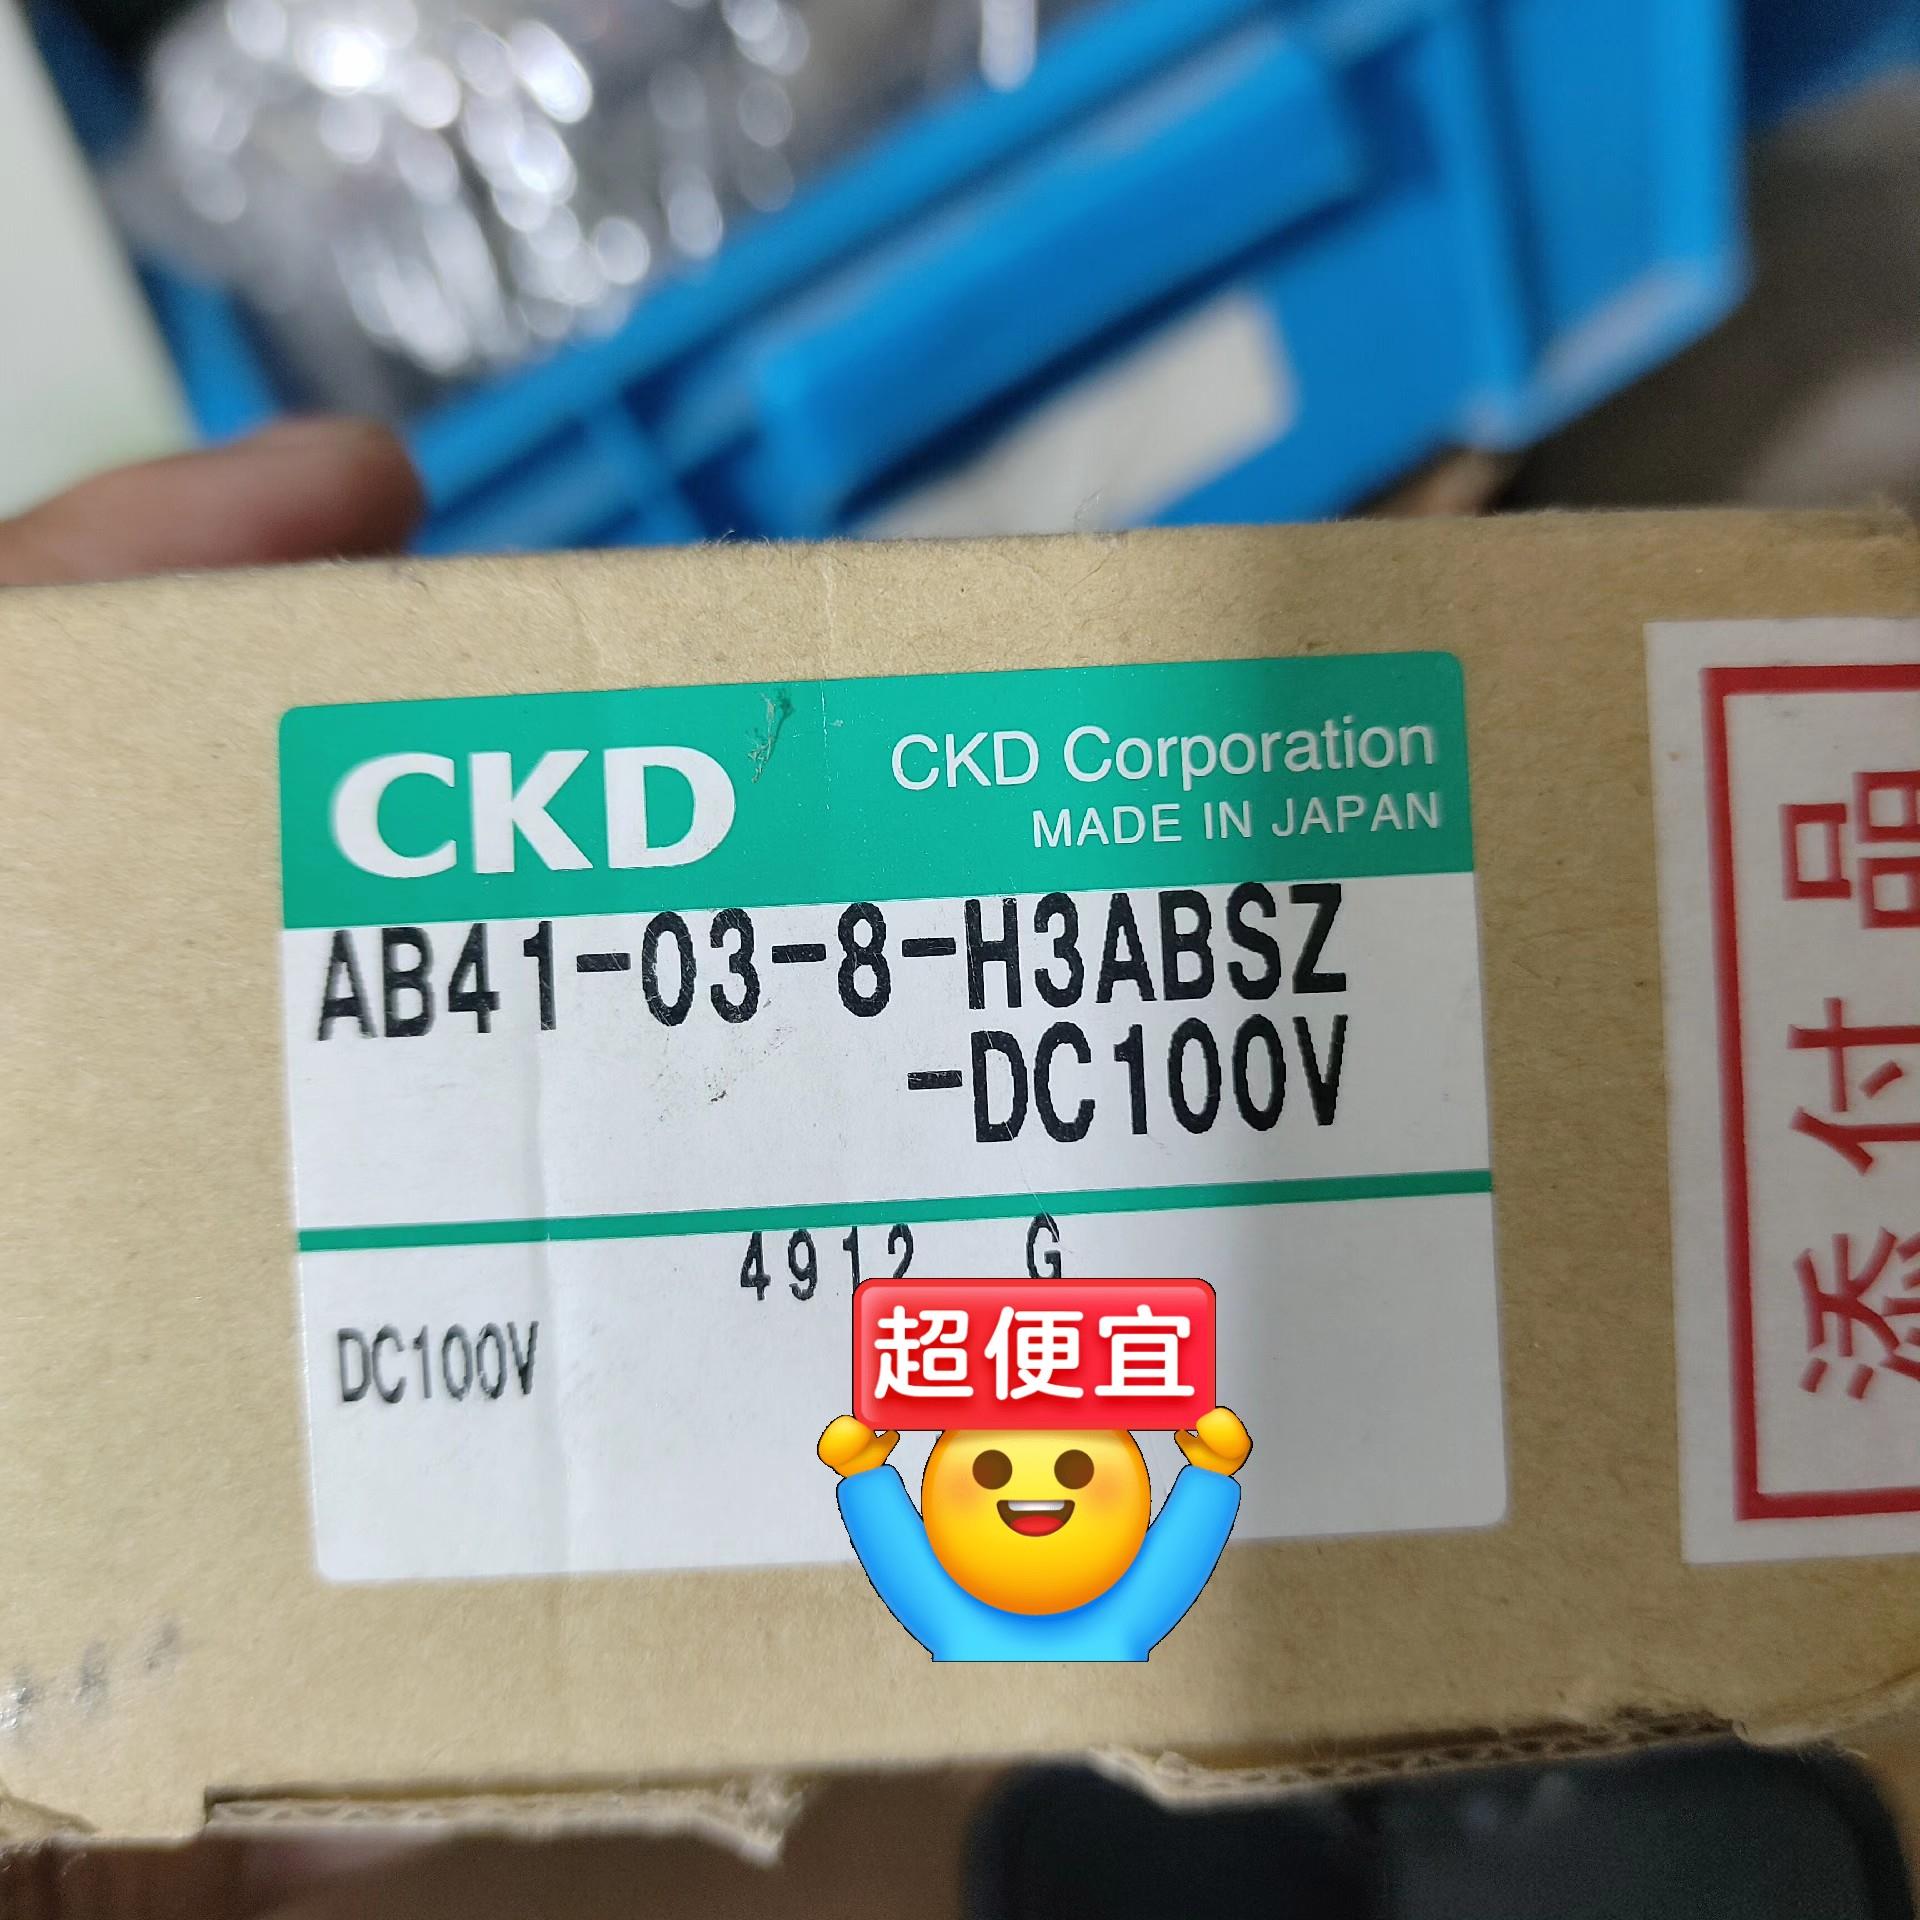 CKD
CKD Corporation
MADE IN JAPAN
AB41-03-8-H3ABSZ
-DC100V
4912 G
DC100V
超便宜
添付品